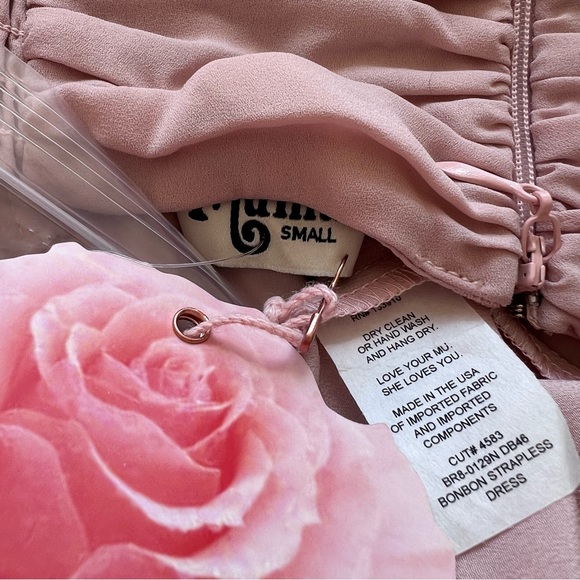 SMALL
DRY CLEAN
OR HAND WASH
AND HANG DRY.
LOVE YOUR MU.
SHE LOVES YOU.
MADE IN THE USA
OF IMPORTED FABRIC
AND IMPORTED
COMPONENTS
CUT# 4583
BR8-0129N DB46
BONBON STRAPLESS
DRESS